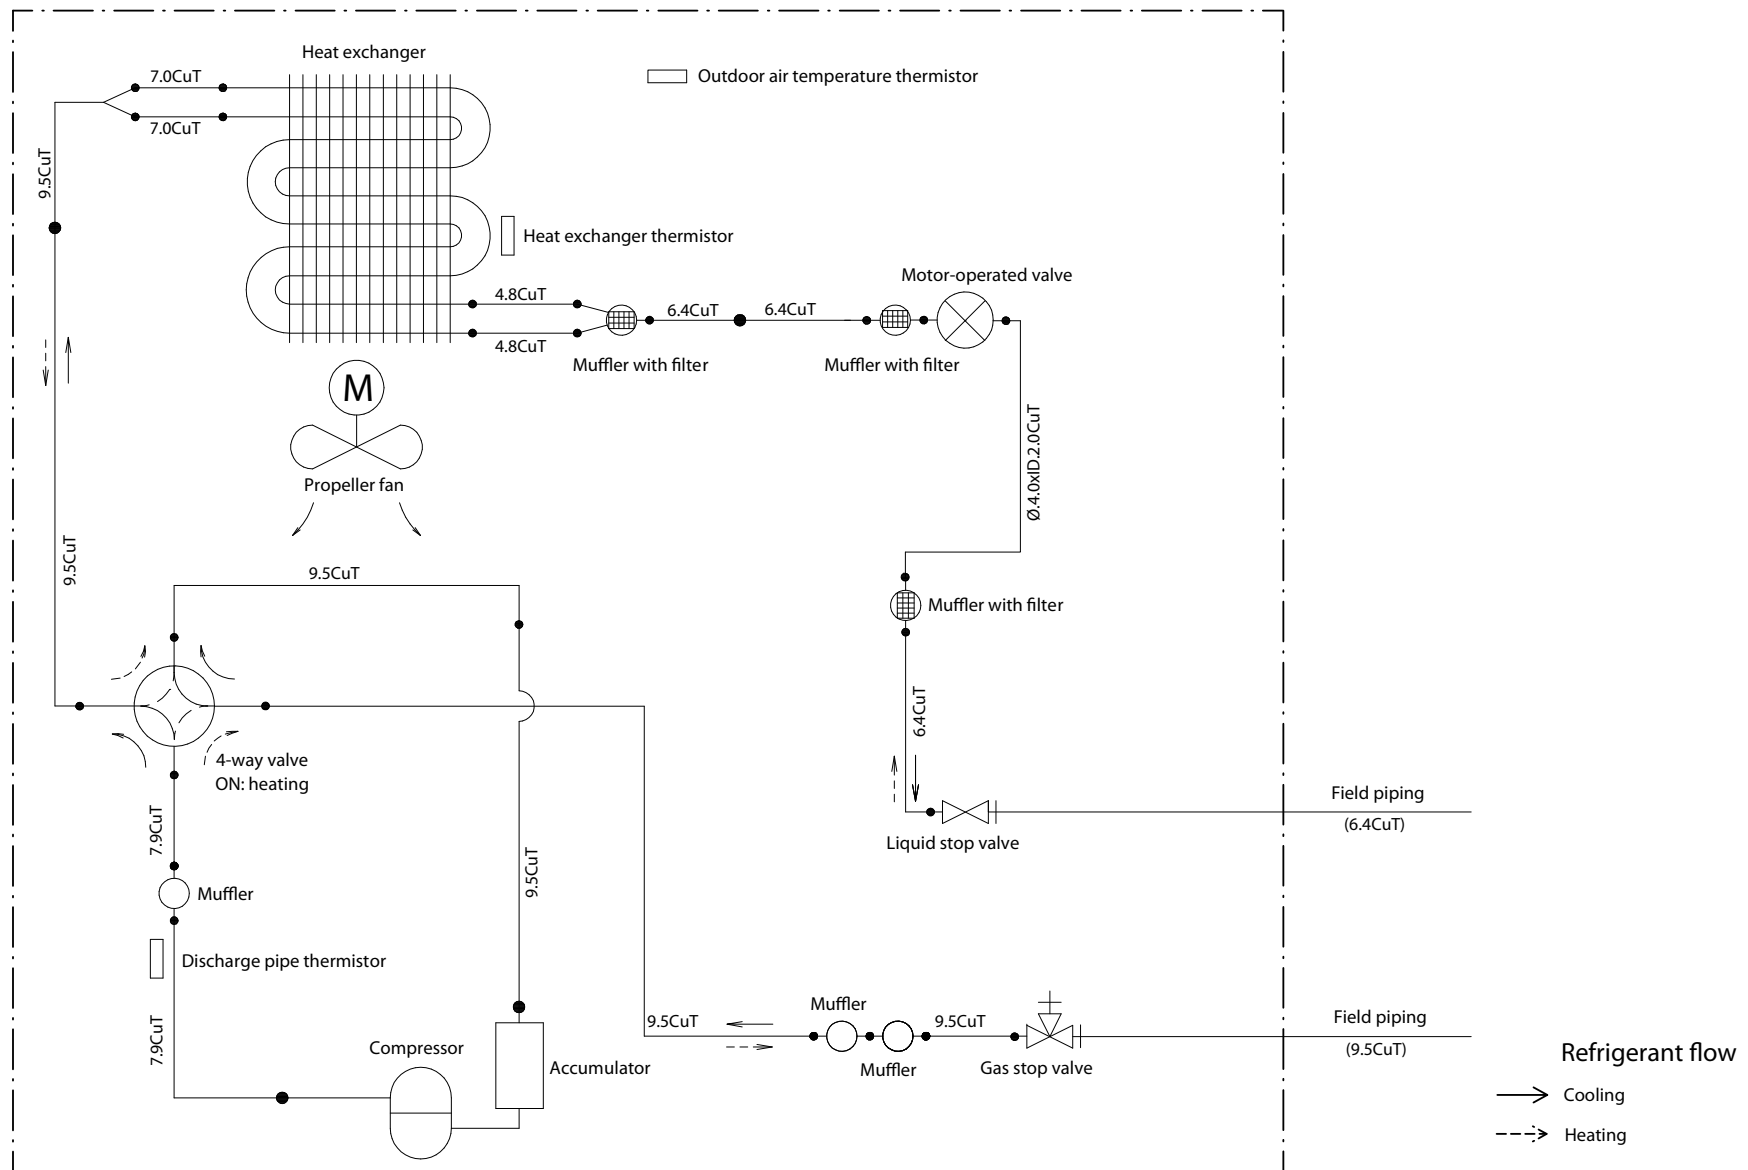 Heat exchanger
7.0CuT
Outdoor air temperature thermistor
7.0CuT
9.5CuT
Heat exchanger thermistor
Motor-operated valve
4.8CuT
6.4CuT
6.4CuT
4.8CuT
Muffler with filter
Muffler with filter
M
Ø.4.0xID.2.0CuT
Propeller fan
9.5CuT
9.5CuT
Muffler with filter
6.4CuT
4-way valve
ON: heating
Field piping
(6.4CuT)
7.9CuT
Liquid stop valve
9.5CuT
Muffler
Discharge pipe thermistor
Muffler
9.5CuT
9.5CuT
Field piping
(9.5CuT)
7.9CuT
Compressor
Accumulator
Muffler
Gas stop valve
Refrigerant flow
Cooling
Heating